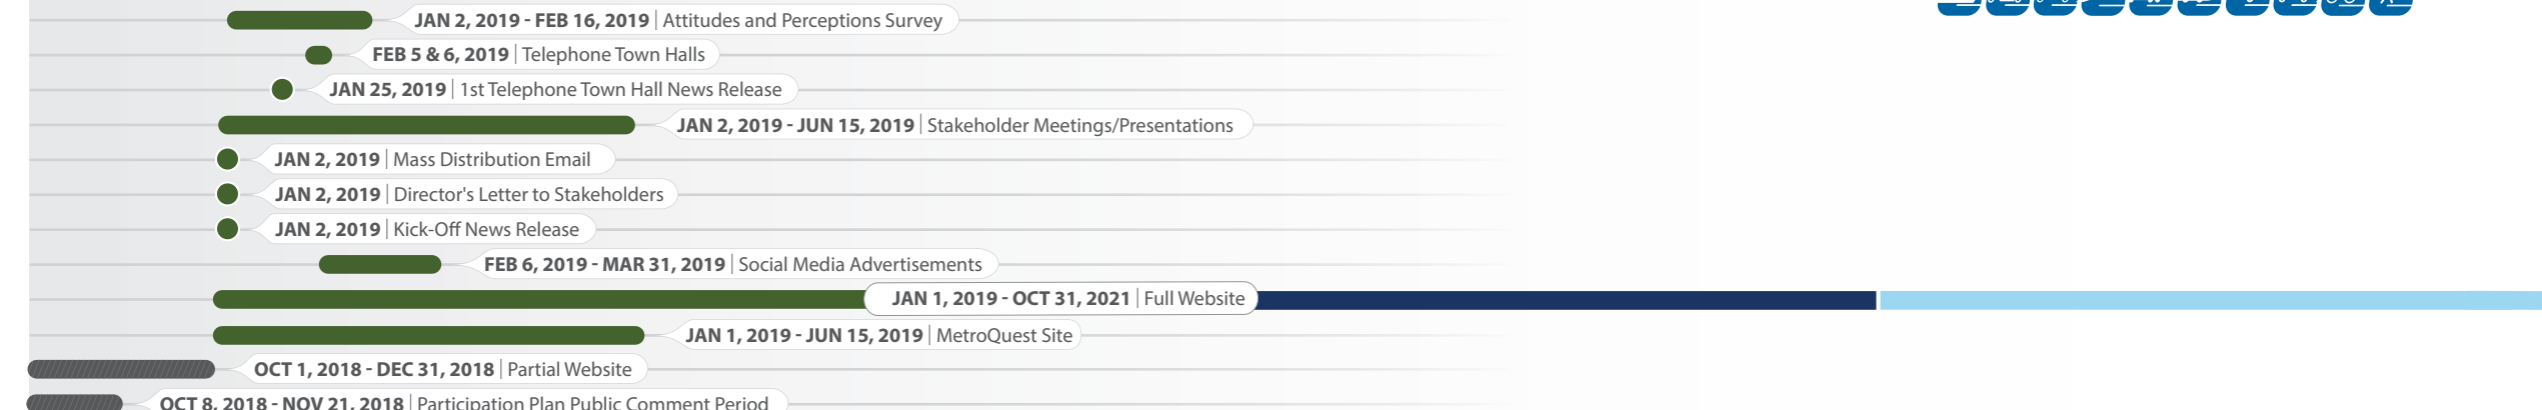 JAN 2, 2019 - FEB 16, 2019 | Attitudes and Perceptions Survey
FEB 5 & 6, 2019 | Telephone Town Halls
JAN 25, 2019 | 1st Telephone Town Hall News Release
JAN 2, 2019 - JUN 15, 2019 | Stakeholder Meetings/Presentations
JAN 2, 2019 | Mass Distribution Email
JAN 2, 2019 | Director's Letter to Stakeholders
JAN 2, 2019 | Kick-Off News Release
FEB 6, 2019 - MAR 31, 2019 | Social Media Advertisements
JAN 1, 2019 - OCT 31, 2021 | Full Website
JAN 1, 2019 - JUN 15, 2019 | MetroQuest Site
OCT 1, 2018 - DEC 31, 2018 | Partial Website
OCT 8, 2018 - NOV 21, 2018 | Participation Plan Public Comment Period